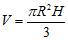 V = πR²H / 3